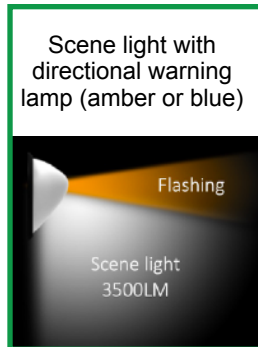 Scene light with
directional warning
lamp (amber or blue)
Flashing
Scene light
3500LM